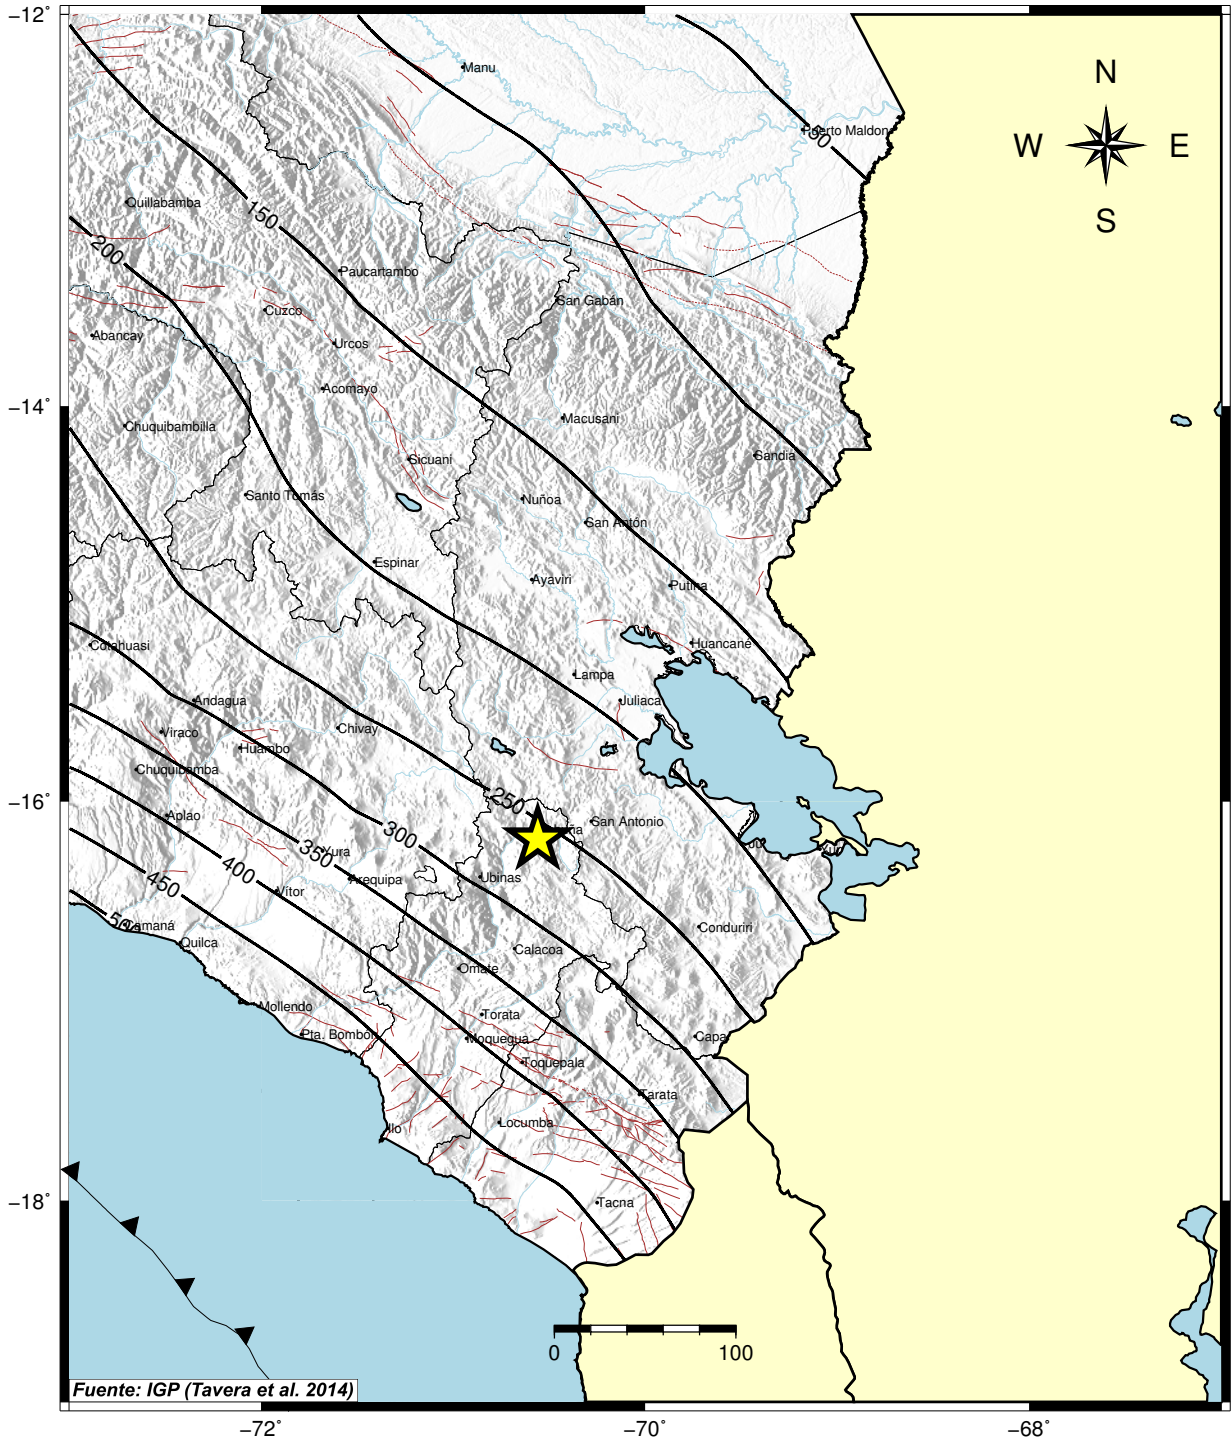 −12˚
N
W
E
S
Manu
Puerto Maldon
50
Quillabamba
150
200
Paucartambo
San Gabán
Cuzco
Abancay
Urcos
Acomayo
−14˚
Macusani
Chuquibambilla
Sandia
Sicuani
Santo Tomás
Nuñoa
San Antón
Espinar
Ayaviri
Putina
Cotahuasi
Huancané
Lampa
Andagua
Juliaca
Chivay
Viraco
Huambo
Chuquibamba
−16˚
250
Aplao
San Antonio
300
Yura
350
400
Arequipa
Ubinas
450
Vítor
Camaná
Conduriri
Quilca
Calacoa
Omate
Mollendo
Torata
Pta. Bombón
Moquegua
Capa
Toquepala
Tarata
Locumba
Ilo
−18˚
Tacna
0
100
Fuente: IGP (Tavera et al. 2014)
−72˚
−70˚
−68˚